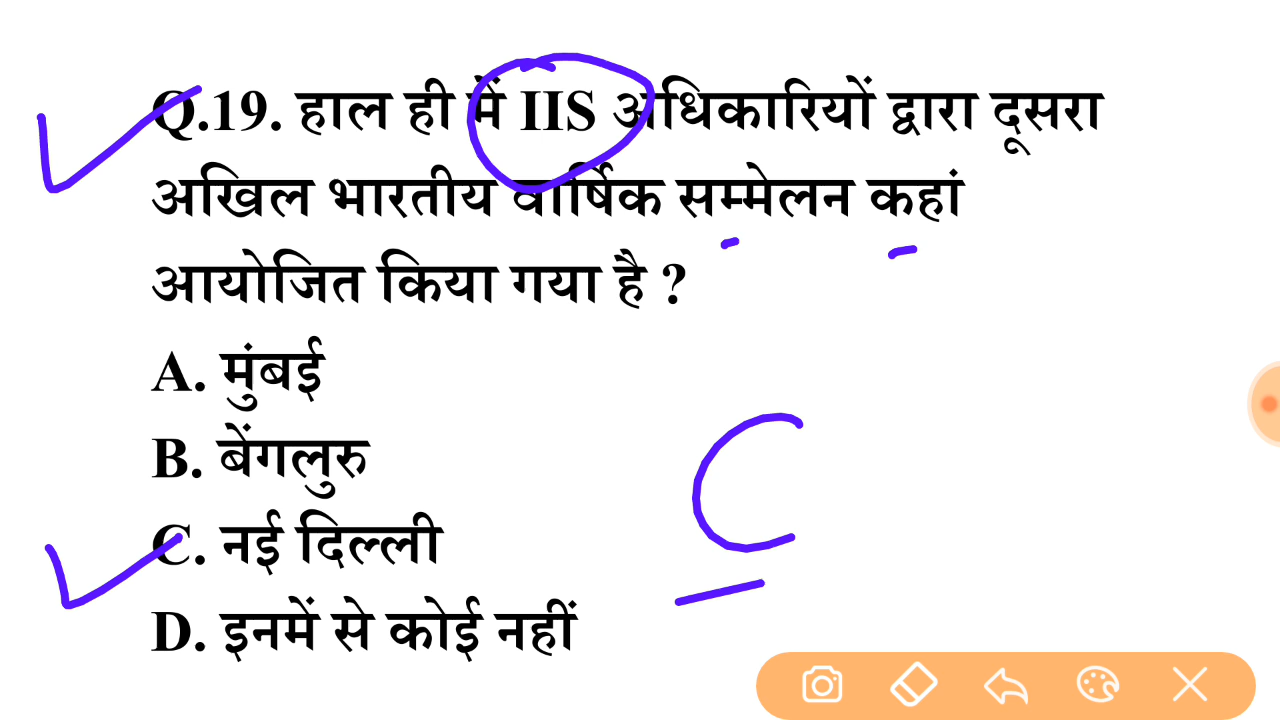 Q.19. हाल ही में IIS अधिकारियों द्वारा दूसरा
अखिल भारतीय वार्षिक सम्मेलन कहां
आयोजित किया गया है ?
A. मुंबई
B. बेंगलुरु
C. नई दिल्ली
D. इनमें से कोई नहीं
C